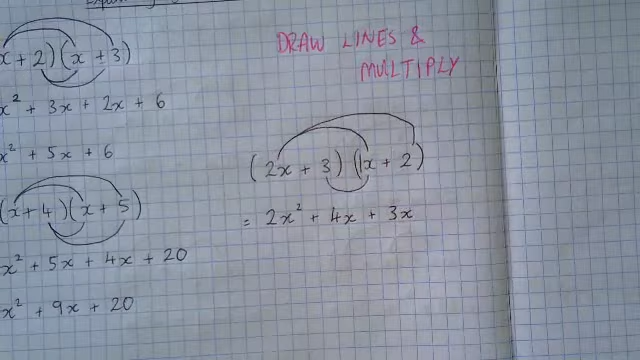 x + 2)(x + 3)
x² + 3x + 2x + 6
x² + 5x + 6
(x + 4)(x + 5)
x² + 5x + 4x + 20
x² + 9x + 20
DRAW LINES &
MULTIPLY
(2x + 3)(1x + 2)
= 2x² + 4x + 3x